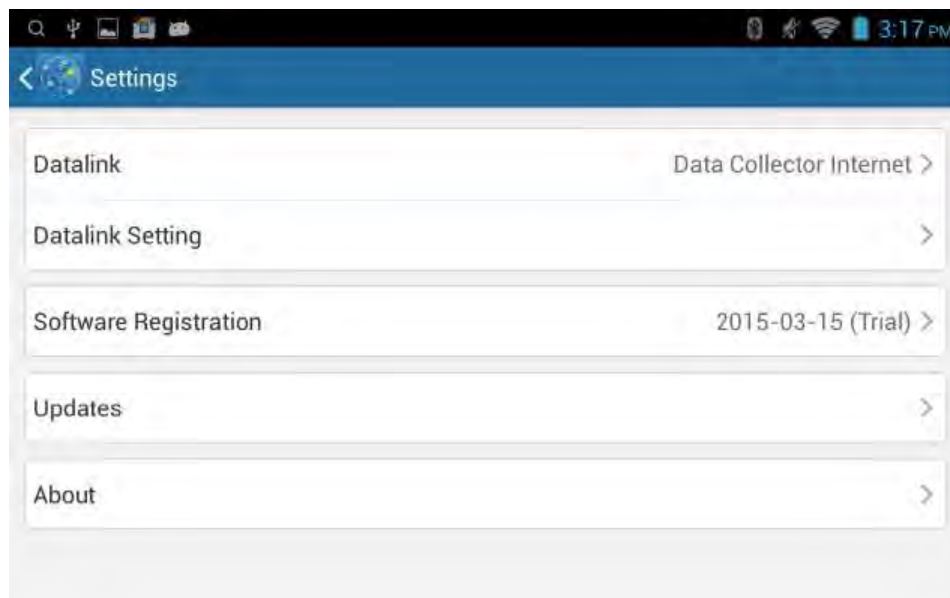 3:17 PM
Settings
Datalink Data Collector Internet
Datalink Setting
Software Registration 2015-03-15 (Trial)
Updates
About